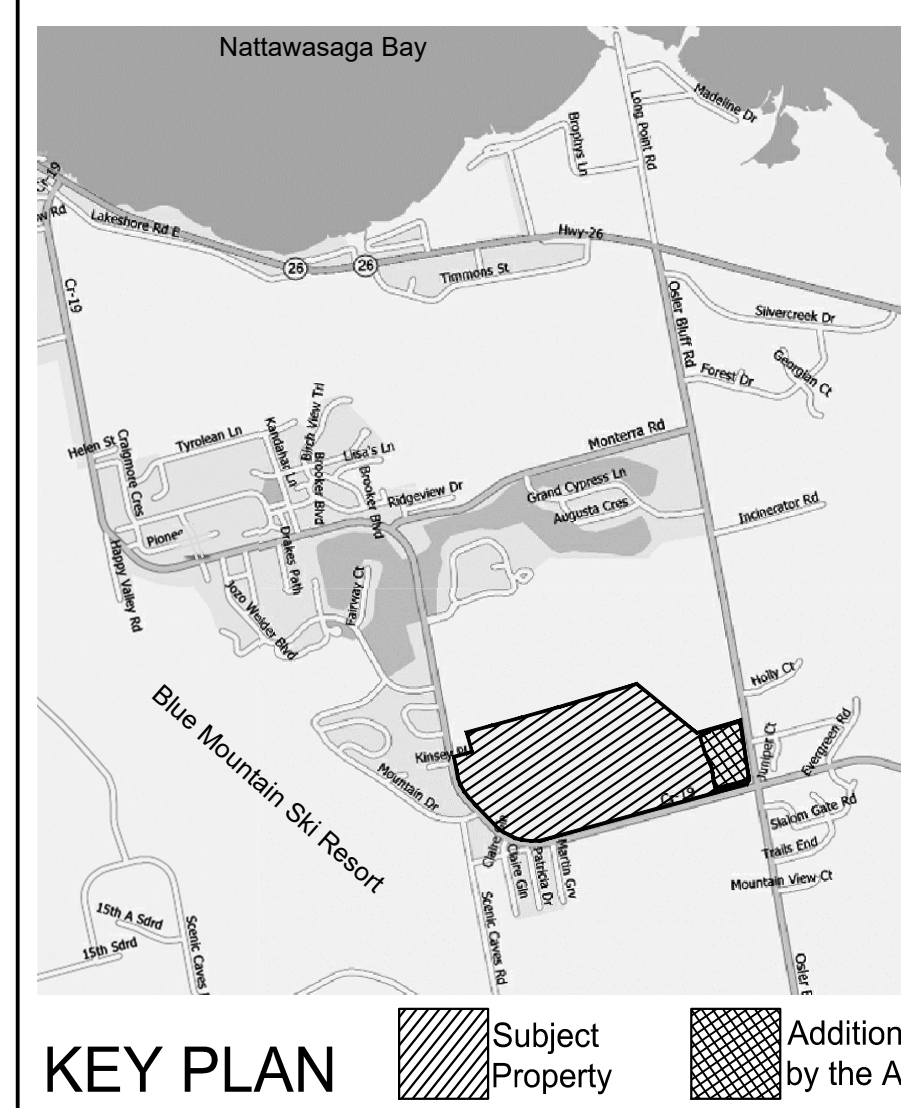 Nattawasaga Bay
Madeline Dr
Long Point Rd
Brophys Ln
Cr-19
Lakeshore Rd E
Hwy-26
26
26
Timmons St
Cr-19
Osler Bluff Rd
Silvercreek Dr
Georgian Ct
Forest Dr
Birch View Trl
Kandahar Ln
Monterra Rd
Helen St
Craigmore Cres
Tyrolean Ln
Liisa's Ln
Brooker Blvd
Brooker Blvd
Ridgeview Dr
Grand Cypress Ln
Augusta Cres
Incinerator Rd
Pionee
Drakes Path
Happy Valley Rd
Jozo Weider Blvd
Fairway Ct
Holly Ct
Blue Mountain Ski Resort
Juniper Ct
Evergreen Rd
Kinsey Pl
Mountain Dr
Cr-19
Slalom Gate Rd
Claire Gln
Patricia Dr
Martin Grv
Trails End
Mountain View Ct
15th A Sdrd
15th Sdrd
Scenic Caves
Scenic Caves Rd
Osler B
KEY PLAN
Subject
Property
Addition
by the A